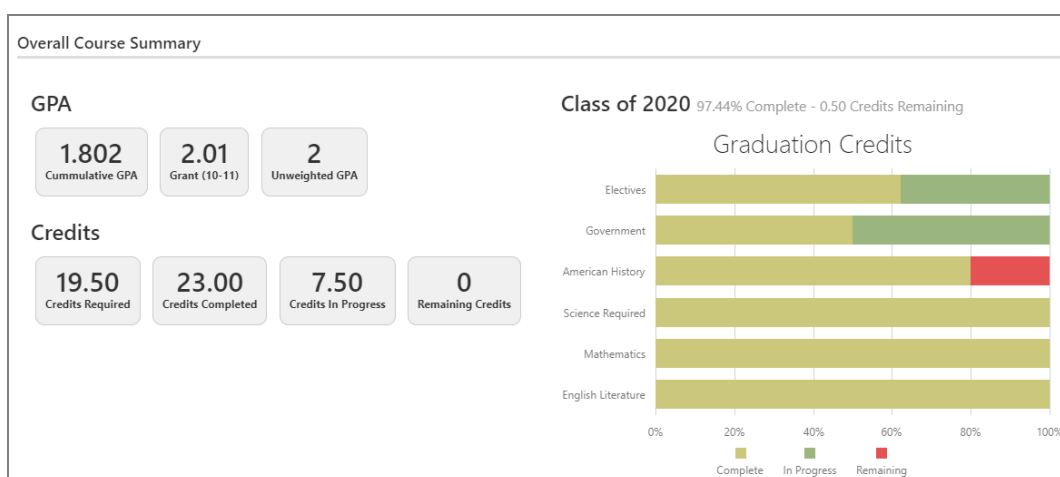 Overall Course Summary
GPA
1.802
Cummulative GPA
2.01
Grant (10-11)
2
Unweighted GPA
Credits
19.50
Credits Required
23.00
Credits Completed
7.50
Credits In Progress
0
Remaining Credits
Class of 2020 97.44% Complete - 0.50 Credits Remaining
Graduation Credits
Electives
Government
American History
Science Required
Mathematics
English Literature
0% 20% 40% 60% 80% 100%
Complete In Progress Remaining